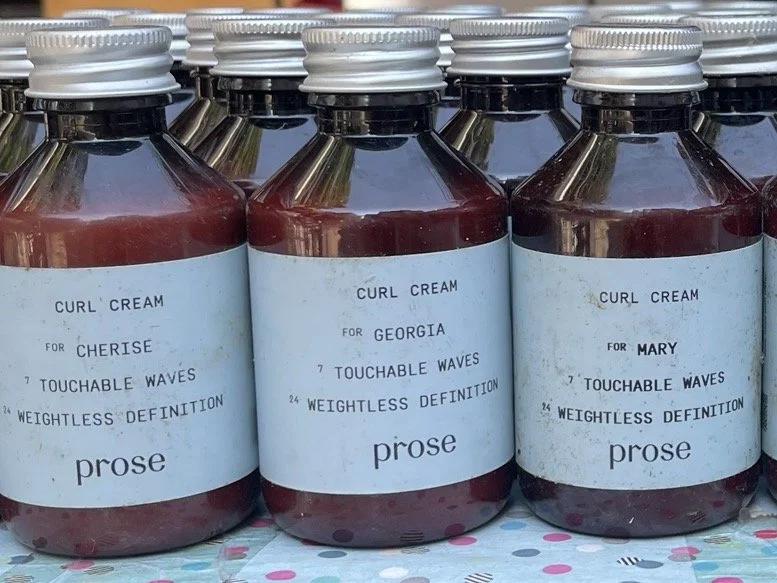 CURL CREAM
FOR CHERISE
7 TOUCHABLE WAVES
24 WEIGHTLESS DEFINITION
prose
CURL CREAM
FOR GEORGIA
7 TOUCHABLE WAVES
24 WEIGHTLESS DEFINITION
prose
CURL CREAM
FOR MARY
7 TOUCHABLE WAVES
24 WEIGHTLESS DEFINITION
prose